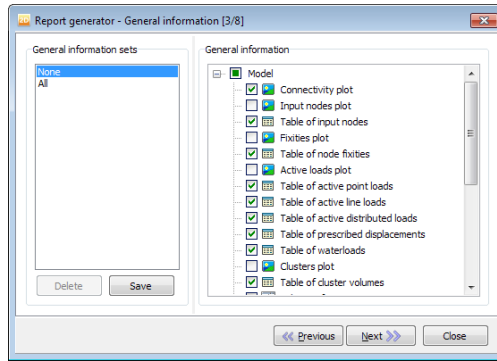 2D Report generator - General information [3/8]
General information sets
None
All
Delete
Save
General information
Model
Connectivity plot
Input nodes plot
Table of input nodes
Fixities plot
Table of node fixities
Active loads plot
Table of active point loads
Table of active line loads
Table of active distributed loads
Table of prescribed displacements
Table of waterloads
Clusters plot
Table of cluster volumes
Previous
Next
Close